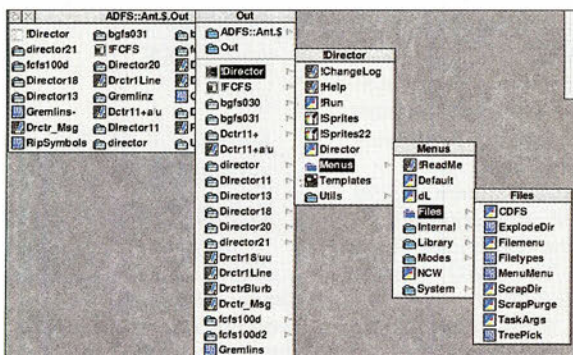 ADFS::Ant.$.Out
!Director
bgfs031
director21
!FCFS
fcfs100d
Director20
Director18
Drctr1Line
Director13
Gremlinz
Gremlins-
Dctr11+a/u
Drctr_Msg
DIrector11
RipSymbols
director
Out
ADFS::Ant.$
Out
!Director
!FCFS
bgfs030
bgfs031
Dctr11+
Dctr11+a/u
director
DIrector11
Director13
Director18
Director20
director21
Drctr18/uu
Drctr1Line
DrctrBlurb
Drctr_Msg
fcfs100d
fcfs100d2
Gremlins
!Director
!ChangeLog
!Help
!Run
!Sprites
!Sprites22
Director
Menus
Templates
Utils
Menus
!ReadMe
Default
dL
Files
Internal
Library
Modes
NCW
System
Files
CDFS
ExplodeDir
Filemenu
Filetypes
MenuMenu
ScrapDir
ScrapPurge
TaskArgs
TreePick